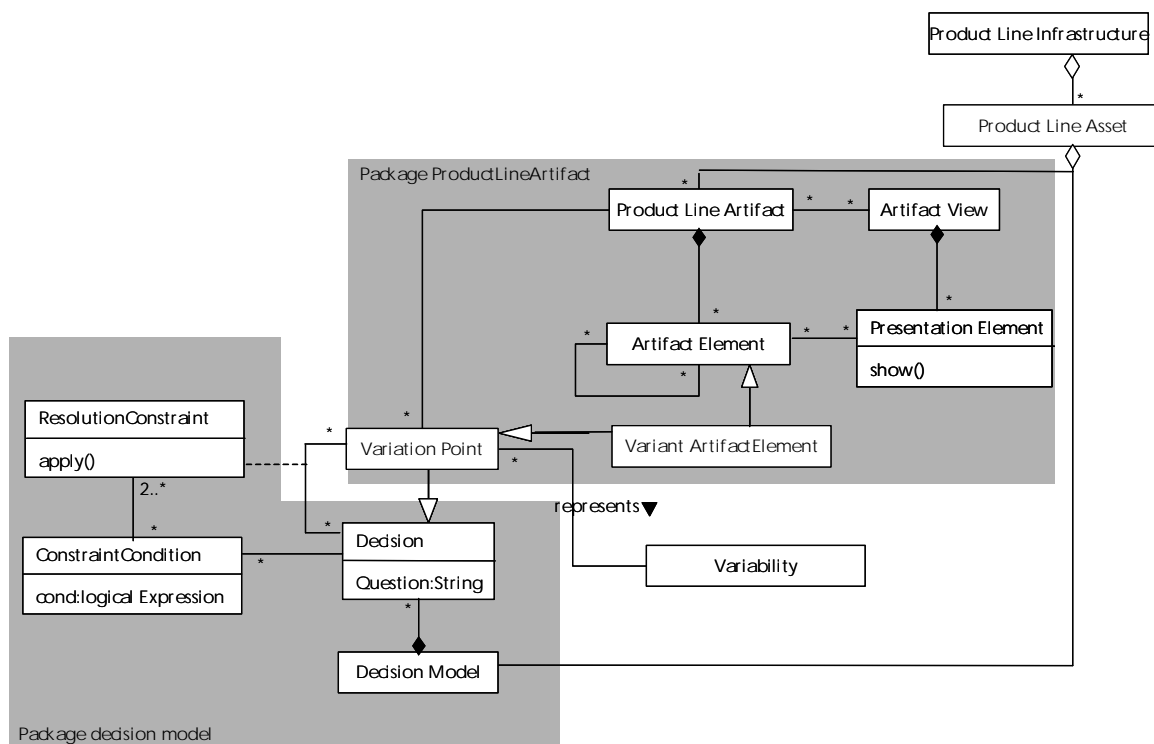 Product Line Infrastructure
*
Product Line Asset
Package ProductLineArtifact
*
Product Line Artifact
*
*
Artifact View
*
*
*
Artifact Element
*
*
*
Presentation Element
show()
*
ResolutionConstraint
apply()
*
*
Variation Point
*
Variant ArtifactElement
2..*
represents▼
*
ConstraintCondition
cond:logical Expression
*
*
Decision
Question:String
Variability
*
Decision Model
Package decision model